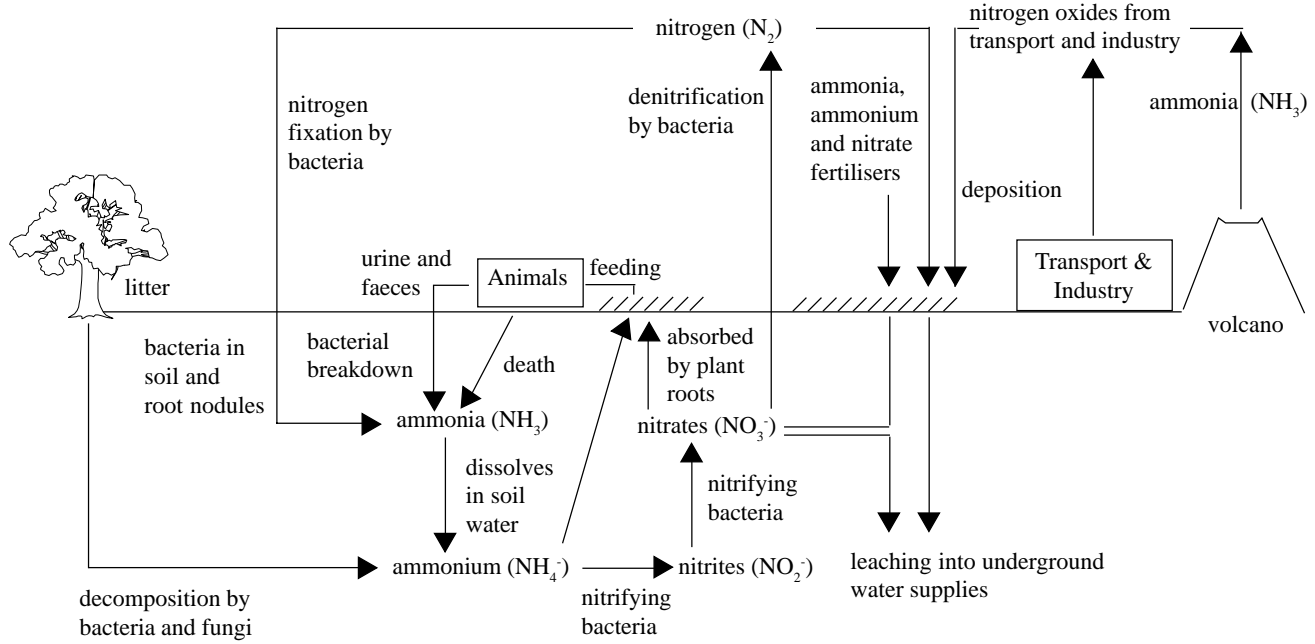 nitrogen (N₂)
nitrogen oxides from
transport and industry
nitrogen
fixation by
bacteria
denitrification
by bacteria
ammonia,
ammonium
and nitrate
fertilisers
ammonia (NH₃)
deposition
litter
urine and
faeces
Animals
feeding
Transport &
Industry
volcano
bacteria in
soil and
root nodules
bacterial
breakdown
death
absorbed
by plant
roots
ammonia (NH₃)
nitrates (NO₃⁻)
dissolves
in soil
water
nitrifying
bacteria
ammonium (NH₄⁻)
nitrites (NO₂⁻)
leaching into underground
water supplies
decomposition by
bacteria and fungi
nitrifying
bacteria